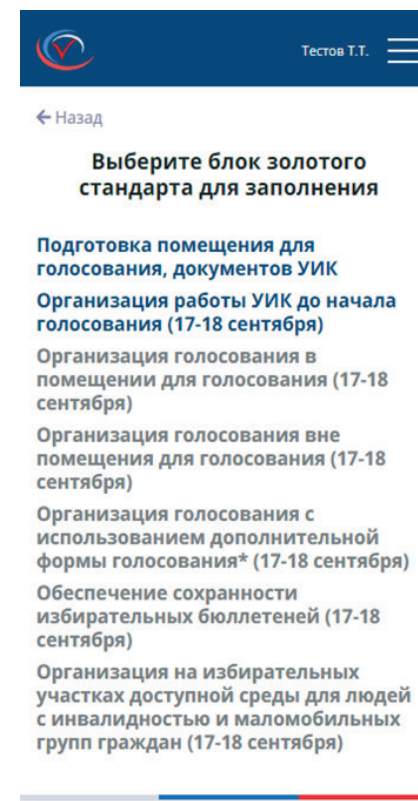 Тестов Т.Т.
← Назад
Выберите блок золотого
стандарта для заполнения
Подготовка помещения для
голосования, документов УИК
Организация работы УИК до начала
голосования (17-18 сентября)
Организация голосования в
помещении для голосования (17-18
сентября)
Организация голосования вне
помещения для голосования (17-18
сентября)
Организация голосования с
использованием дополнительной
формы голосования* (17-18 сентября)
Обеспечение сохранности
избирательных бюллетеней (17-18
сентября)
Организация на избирательных
участках доступной среды для людей
с инвалидностью и маломобильных
групп граждан (17-18 сентября)